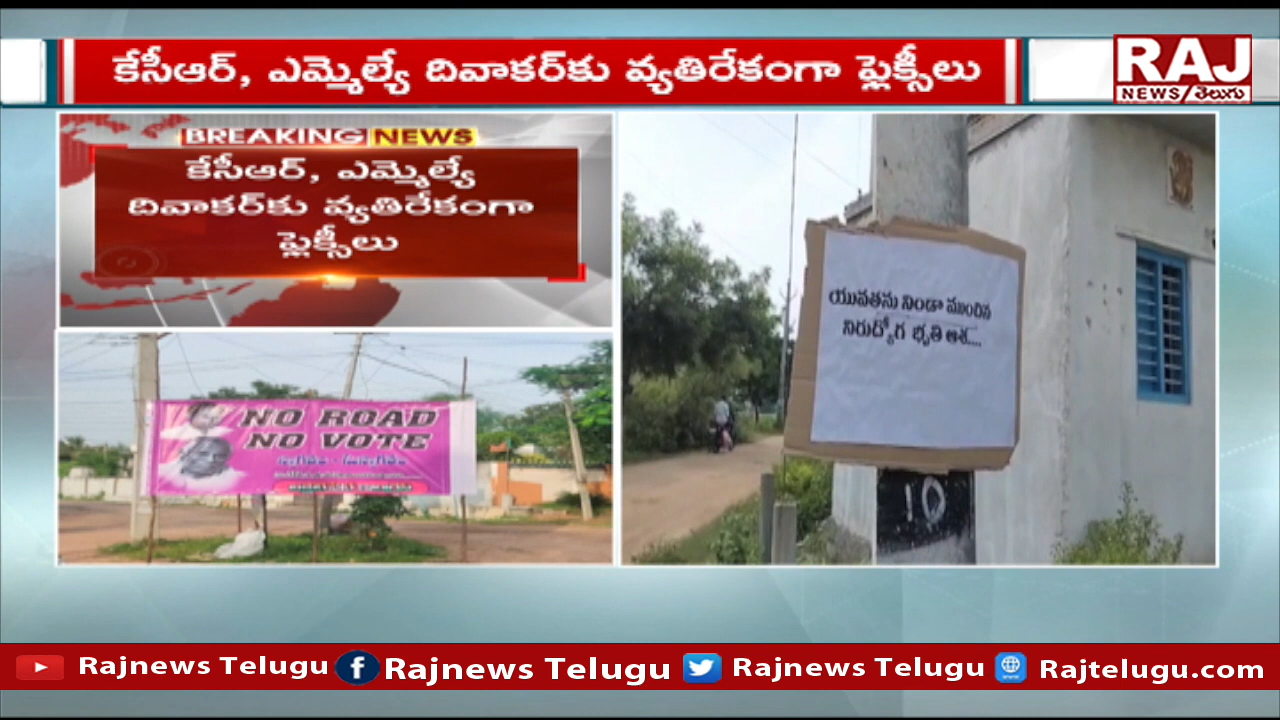 కేసీఆర్, ఎమ్మెల్యే దివాకర్‌కు వ్యతిరేకంగా ఫ్లెక్సీలు
RAJ
NEWS తెలుగు
BREAKING NEWS
కేసీఆర్, ఎమ్మెల్యే
దివాకర్‌కు వ్యతిరేకంగా
ఫ్లెక్సీలు
యువతను నిండా ముంచిన
నిరుద్యోగ భృతి ఆశ....
10
NO ROAD
NO VOTE
Rajnews Telugu
Rajnews Telugu
Rajnews Telugu
Rajtelugu.com